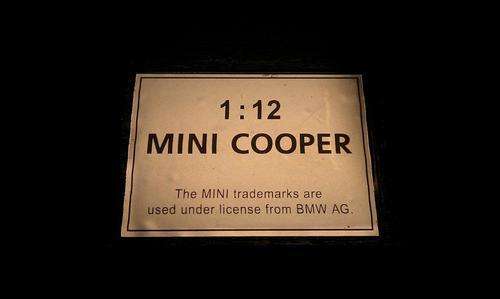 1:12
MINI COOPER
The MINI trademarks are
used under license from BMW AG.